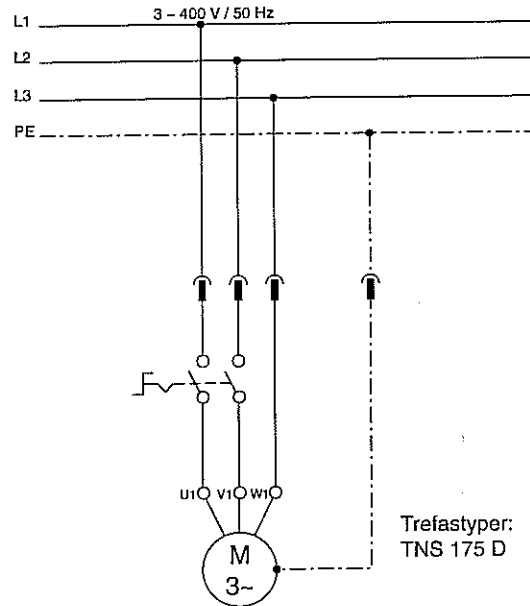 3 ~ 400 V / 50 Hz
L1
L2
L3
PE
U1 V1 W1
M
3~
Trefastyper:
TNS 175 D